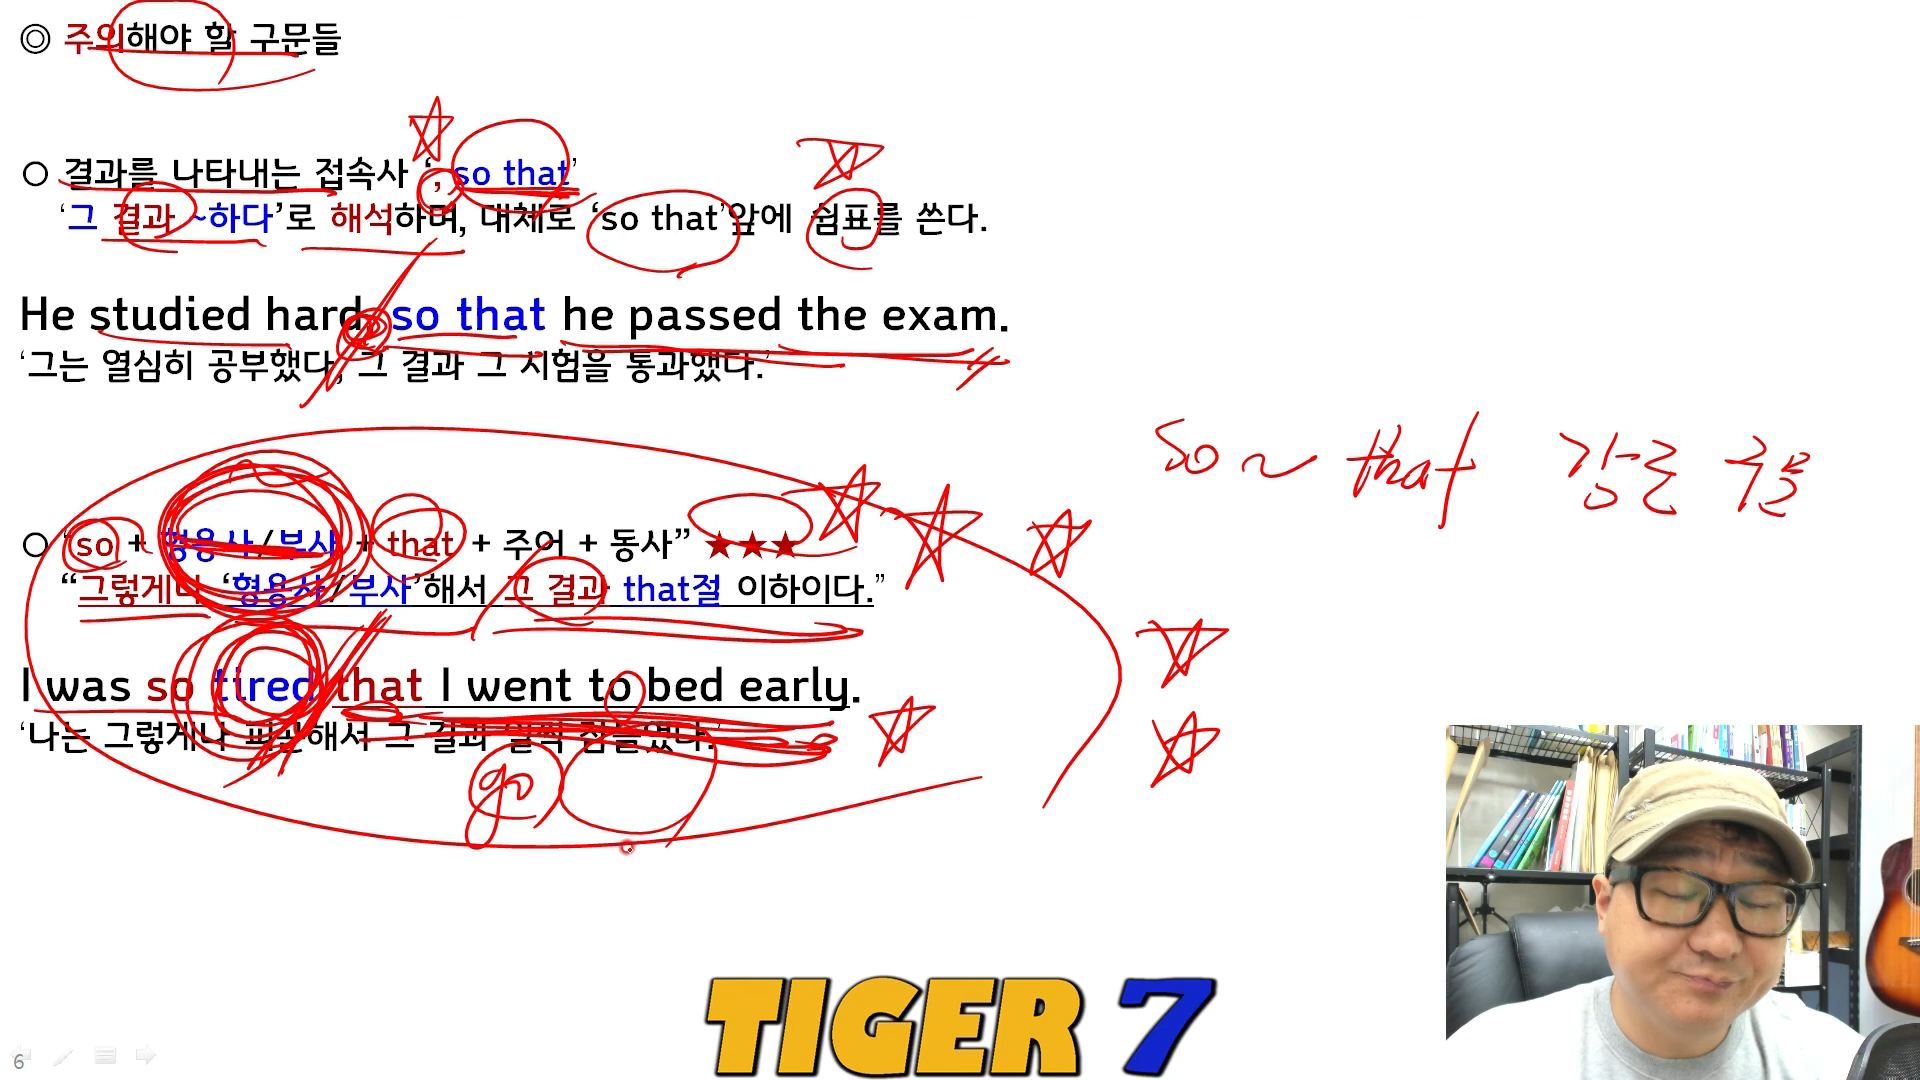 ◎ 주의해야 할 구문들
○ 결과를 나타내는 접속사 ‘, so that’
‘그 결과 ~하다’로 해석하며, 대체로 ‘so that’앞에 쉼표를 쓴다.
He studied hard, so that he passed the exam.
‘그는 열심히 공부했다, 그 결과 그 시험을 통과했다.’
so ~ that 강조 구문
○ “so + 형용사/부사 + that + 주어 + 동사” ★★★
“그렇게나 ‘형용사/부사’해서 그 결과 that절 이하이다.”
I was so tired that I went to bed early.
‘나는 그렇게나 피곤해서 그 결과 일찍 잠들었다.’
go
TIGER 7
6